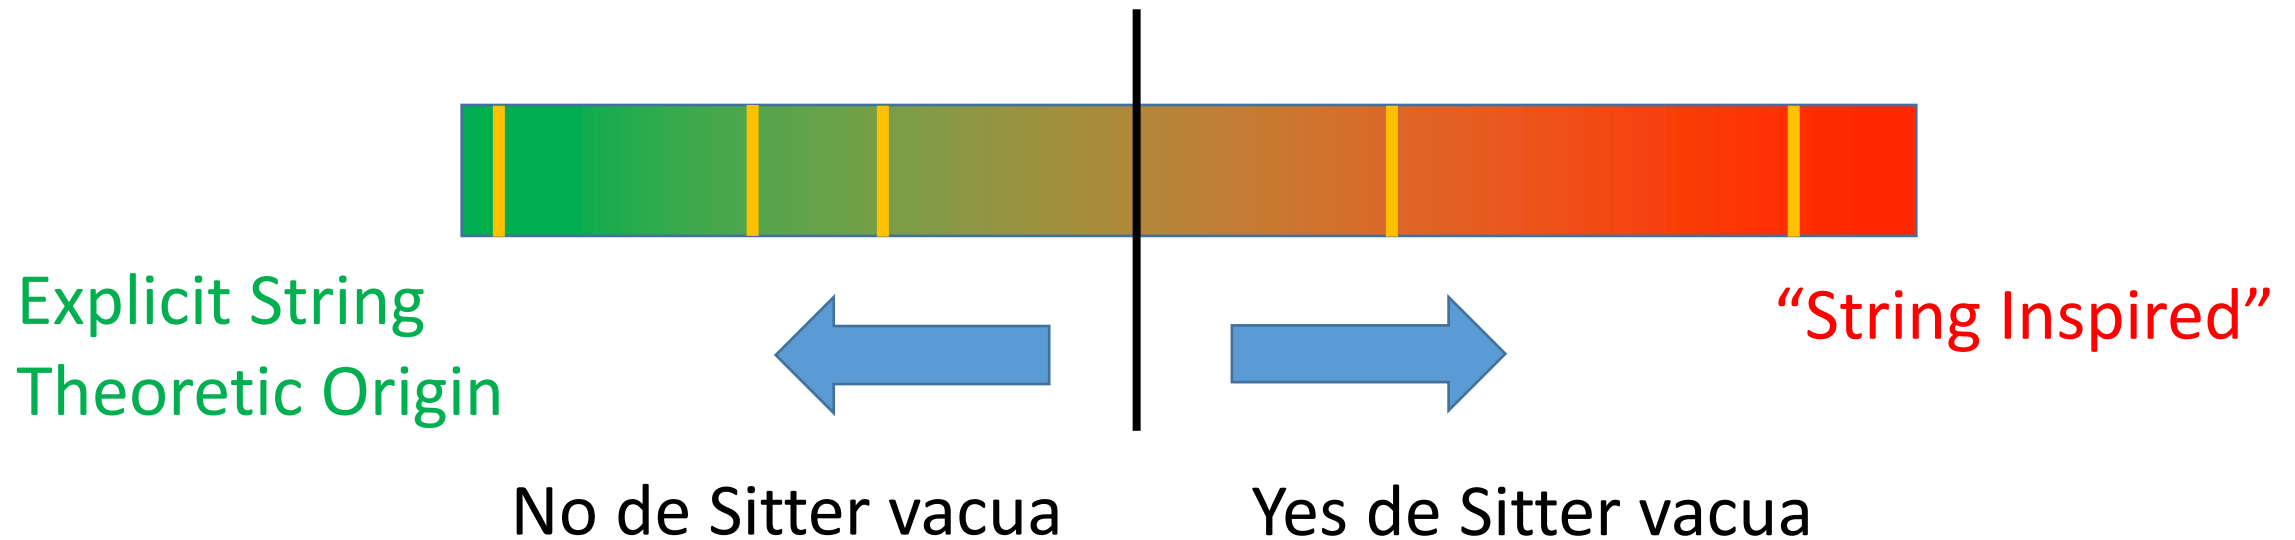 Explicit String
Theoretic Origin
“String Inspired”
No de Sitter vacua
Yes de Sitter vacua